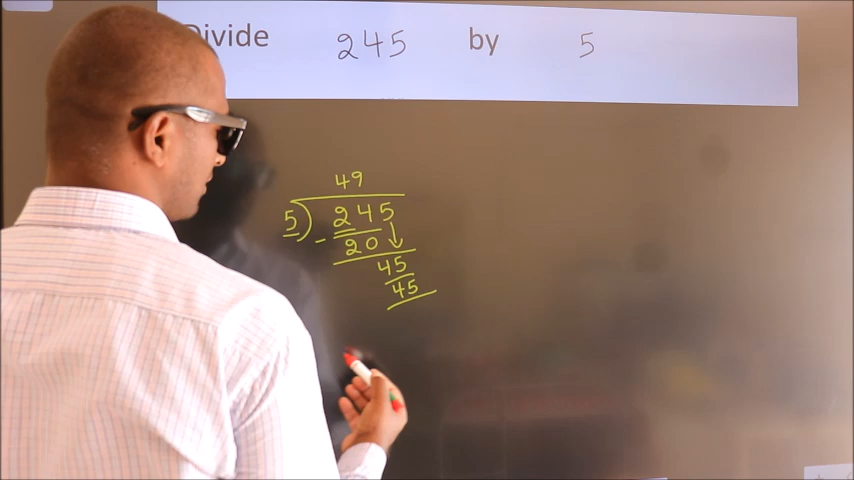 Divide 245 by 5
49
5) 245
- 20 ↓
45
45